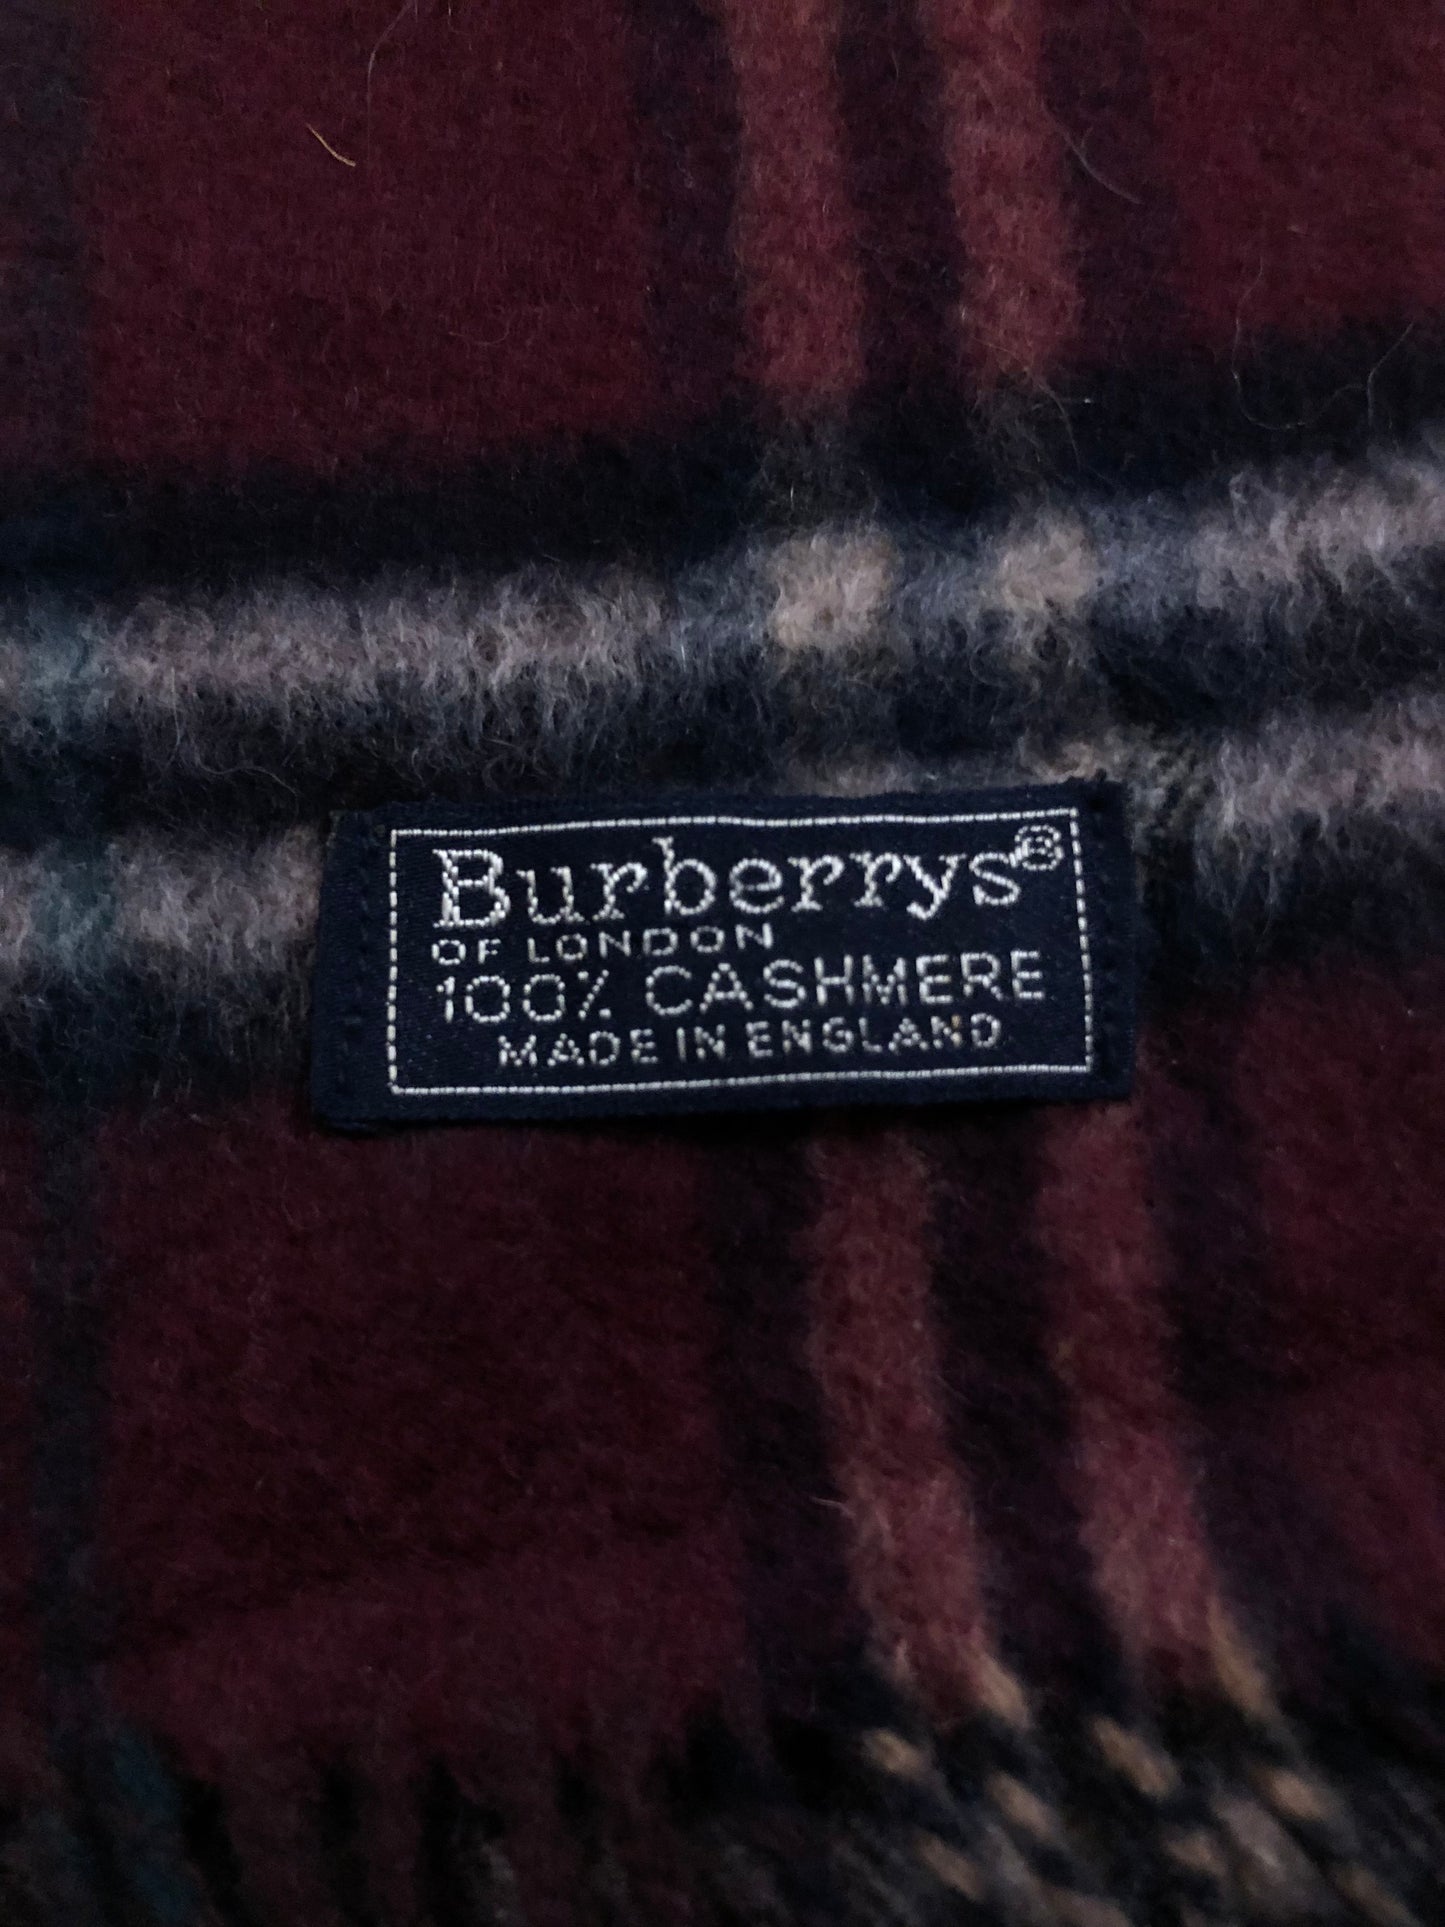 Burberrys®
OF LONDON
100% CASHMERE
MADE IN ENGLAND